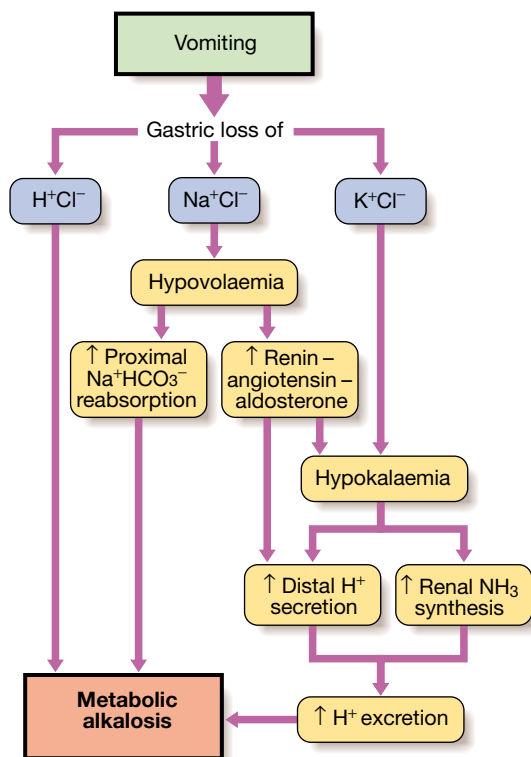 Vomiting
Gastric loss of
H⁺Cl⁻
Na⁺Cl⁻
K⁺Cl⁻
Hypovolaemia
↑ Proximal
Na⁺HCO₃⁻
reabsorption
↑ Renin –
angiotensin –
aldosterone
Hypokalaemia
↑ Distal H⁺
secretion
↑ Renal NH₃
synthesis
Metabolic
alkalosis
↑ H⁺ excretion